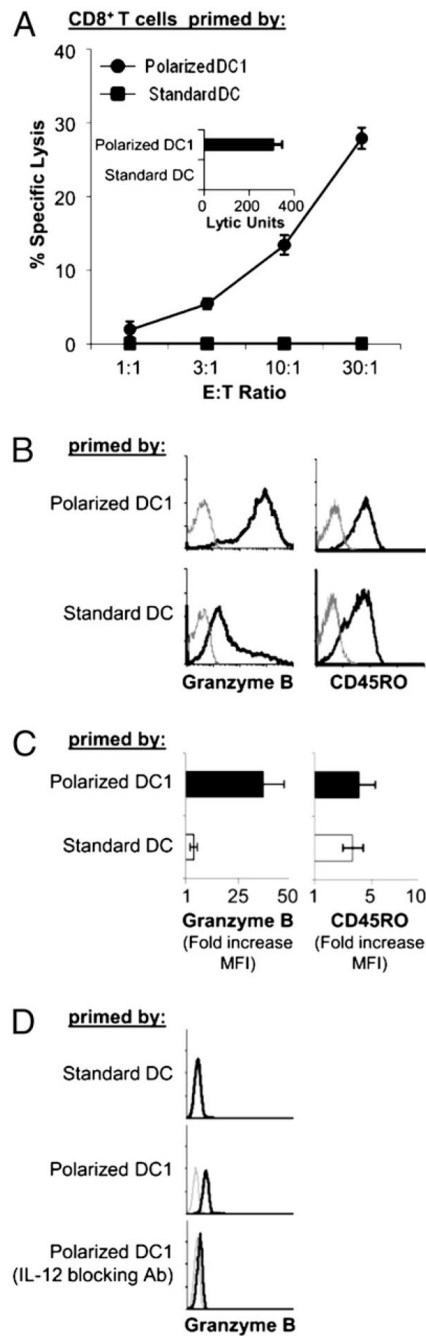 A
CD8+ T cells primed by:
Polarized DC1
Standard DC
40
30
20
10
0
% Specific Lysis
Polarized DC1
Standard DC
0 200 400
Lytic Units
1:1 3:1 10:1 30:1
E:T Ratio
B
primed by:
Polarized DC1
Standard DC
Granzyme B CD45RO
C
primed by:
Polarized DC1
Standard DC
1 25 50 1 5 10
Granzyme B CD45RO
(Fold increase (Fold increase
MFI) MFI)
D
primed by:
Standard DC
Polarized DC1
Polarized DC1
(IL-12 blocking Ab)
Granzyme B